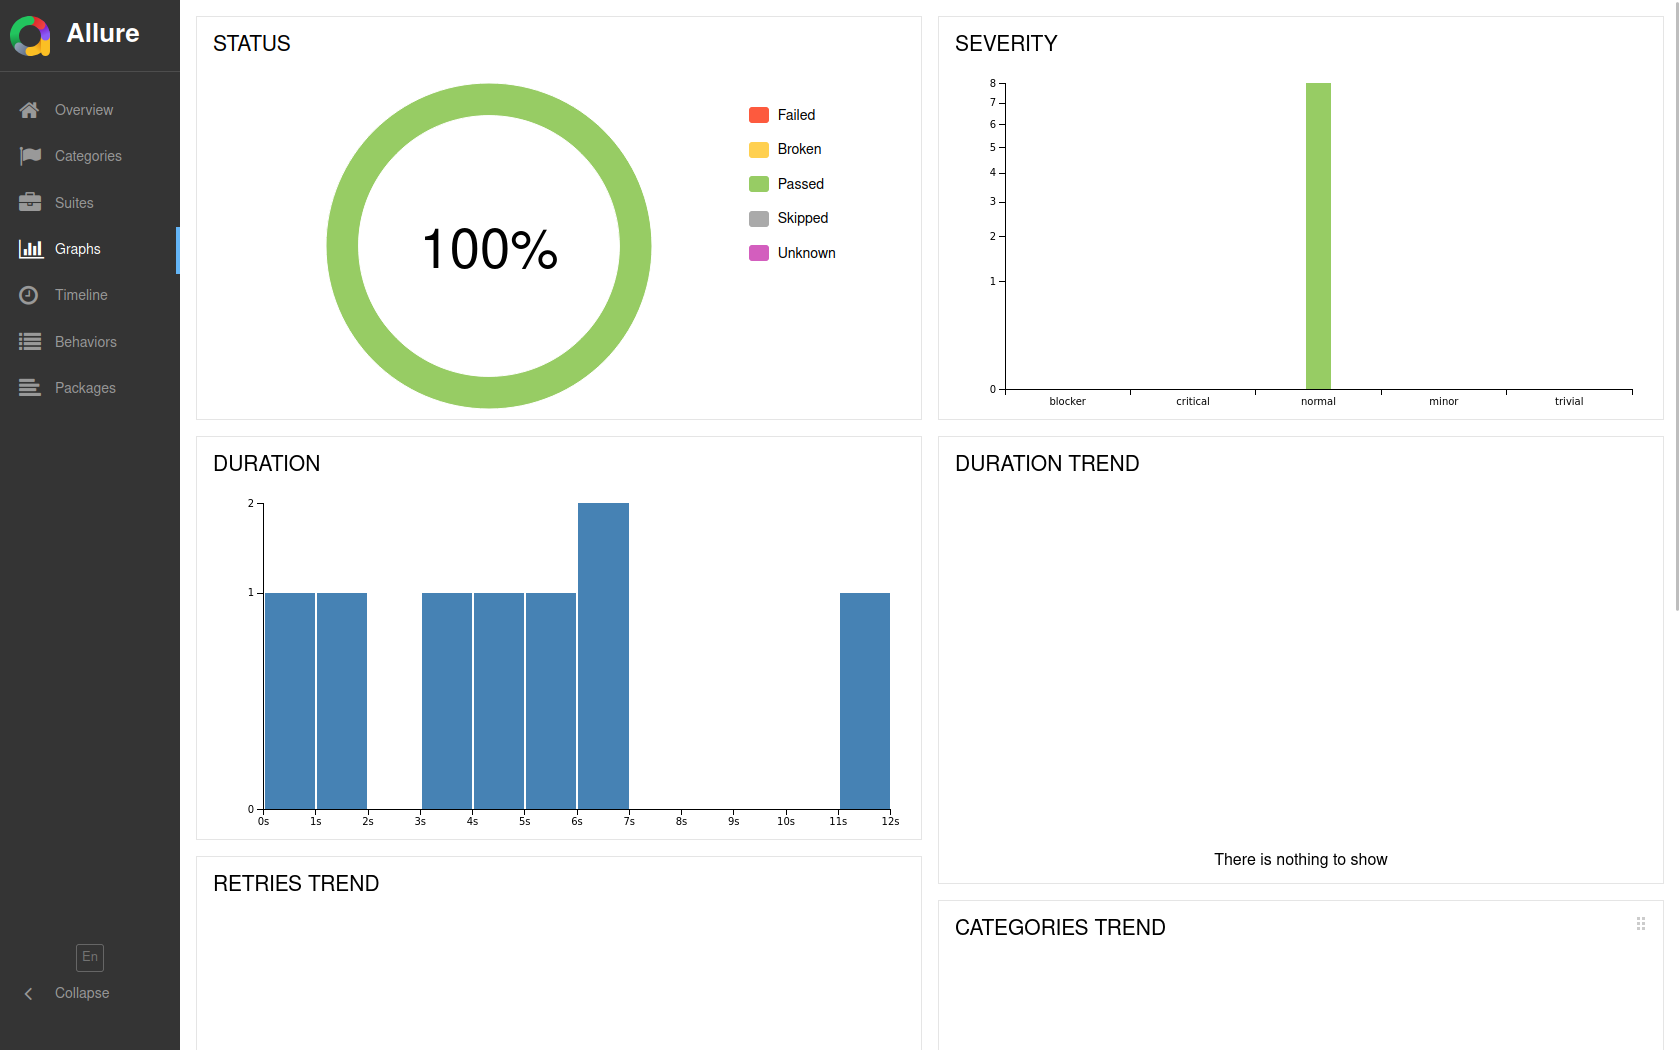 Allure
Overview
Categories
Suites
Graphs
Timeline
Behaviors
Packages
En
Collapse
STATUS
100%
Failed
Broken
Passed
Skipped
Unknown
SEVERITY
8
7
6
5
4
3
2
1
0
blocker critical normal minor trivial
DURATION
2
1
0
0s 1s 2s 3s 4s 5s 6s 7s 8s 9s 10s 11s 12s
DURATION TREND
There is nothing to show
RETRIES TREND
CATEGORIES TREND